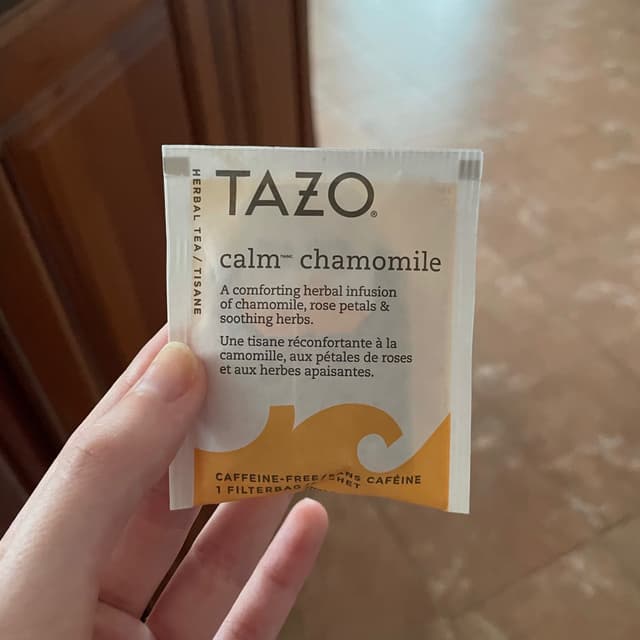 HERBAL TEA / TISANE
TAZO®
calm chamomile
A comforting herbal infusion
of chamomile, rose petals &
soothing herbs.
Une tisane réconfortante à la
camomille, aux pétales de roses
et aux herbes apaisantes.
CAFFEINE-FREE/SANS CAFÉINE
1 FILTERBAG